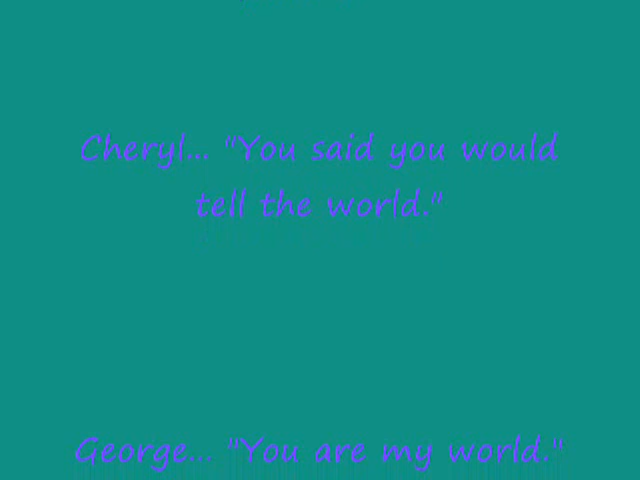 Cheryl... "You said you would
tell the world."
George... "You are my world."